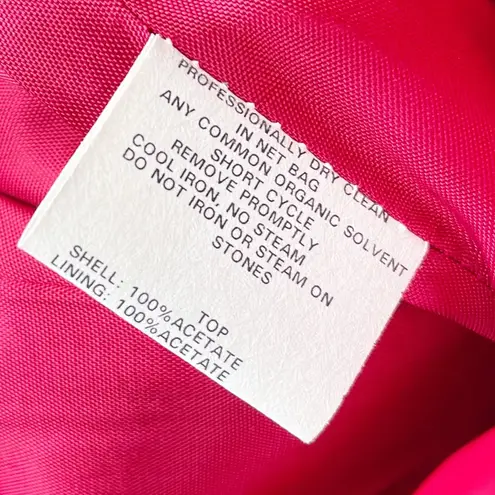 PROFESSIONALLY DRY CLEAN
IN NET BAG
ANY COMMON ORGANIC SOLVENT
SHORT CYCLE
REMOVE PROMPTLY
COOL IRON, NO STEAM
DO NOT IRON OR STEAM ON
STONES
TOP
SHELL: 100% ACETATE
LINING: 100% ACETATE